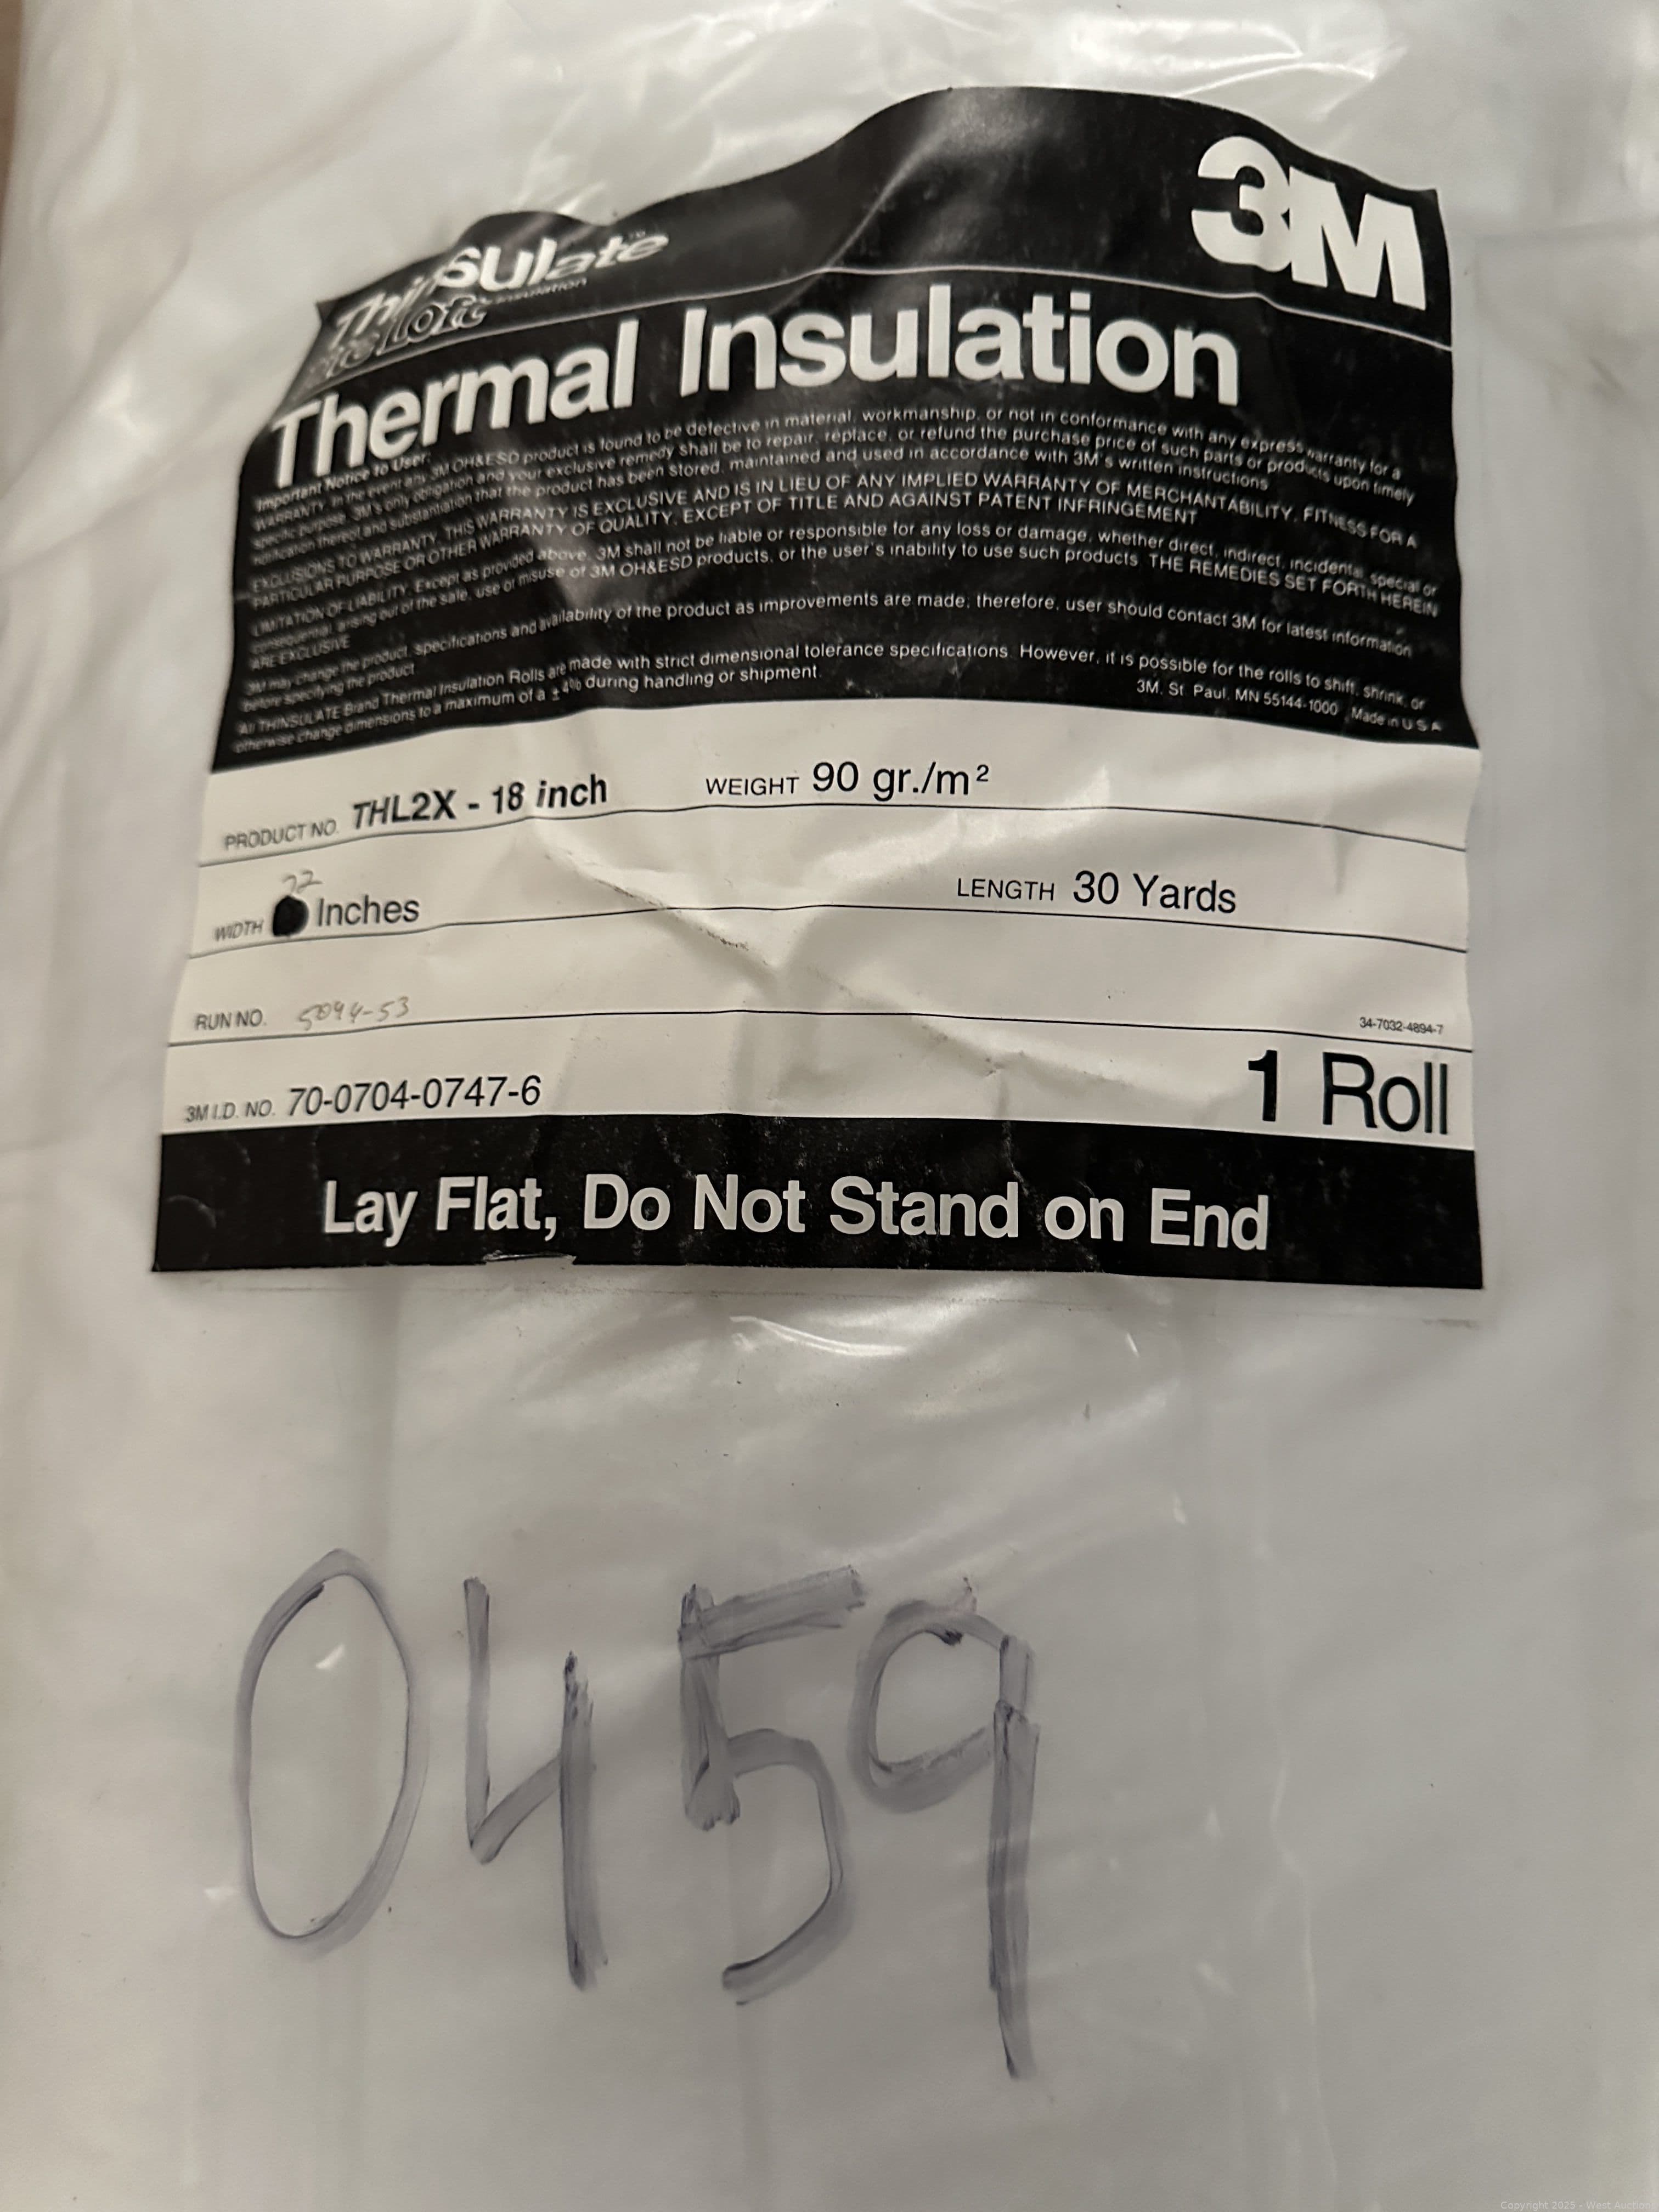 3M
Thinsulate™
Lite Loft insulation
Thermal Insulation
Important Notice to User:
WARRANTY. In the event any 3M OH&ESD product is found to be defective in material, workmanship, or not in conformance with any express warranty for a
specific purpose, 3M's only obligation and your exclusive remedy shall be to repair, replace, or refund the purchase price of such parts or products upon timely
notification thereof and substantiation that the product has been stored, maintained and used in accordance with 3M's written instructions.
EXCLUSIONS TO WARRANTY. THIS WARRANTY IS EXCLUSIVE AND IS IN LIEU OF ANY IMPLIED WARRANTY OF MERCHANTABILITY, FITNESS FOR A
PARTICULAR PURPOSE OR OTHER WARRANTY OF QUALITY, EXCEPT OF TITLE AND AGAINST PATENT INFRINGEMENT
LIMITATION OF LIABILITY. Except as provided above, 3M shall not be liable or responsible for any loss or damage, whether direct, indirect, incidental, special or
consequential, arising out of the sale, use or misuse of 3M OH&ESD products, or the user's inability to use such products. THE REMEDIES SET FORTH HEREIN
ARE EXCLUSIVE
3M may change the product, specifications and availability of the product as improvements are made; therefore, user should contact 3M for latest information
before specifying the product.
All THINSULATE Brand Thermal Insulation Rolls are made with strict dimensional tolerance specifications. However, it is possible for the rolls to shift, shrink, or
otherwise change dimensions to a maximum of a ±4% during handling or shipment.
3M, St. Paul, MN 55144-1000 Made in U S A
PRODUCT NO. THL2X - 18 inch WEIGHT 90 gr./m²
22
WIDTH Inches LENGTH 30 Yards
RUN NO. 5094-53
34-7032-4894-7
3M I.D. NO. 70-0704-0747-6 1 Roll
Lay Flat, Do Not Stand on End
0459
Copyright 2025 - West Auction